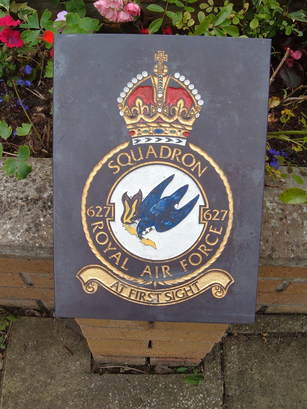 SQUADRON
627 627
ROYAL AIR FORCE
AT FIRST SIGHT